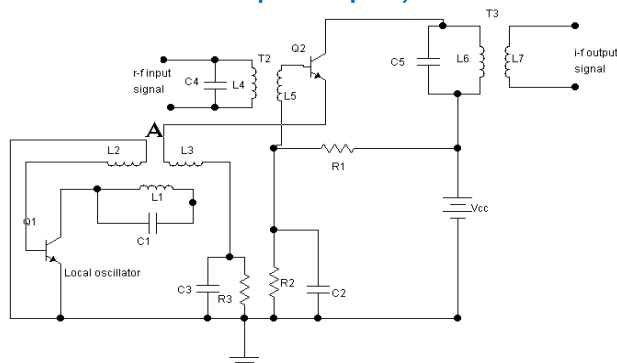 T3
Q2
T2
r-f input
signal
C4
L4
L5
C5
L6
L7
i-f output
signal
A
L2
L3
R1
L1
Q1
C1
Vcc
Local oscillator
C3
R3
R2
C2